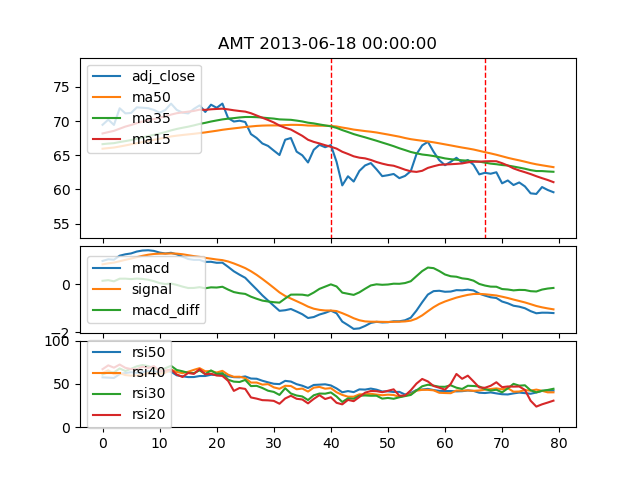 AMT 2013-06-18 00:00:00
75
70
65
60
55
adj_close
ma50
ma35
ma15
0
−2
macd
signal
macd_diff
100
50
0
rsi50
rsi40
rsi30
rsi20
0 10 20 30 40 50 60 70 80